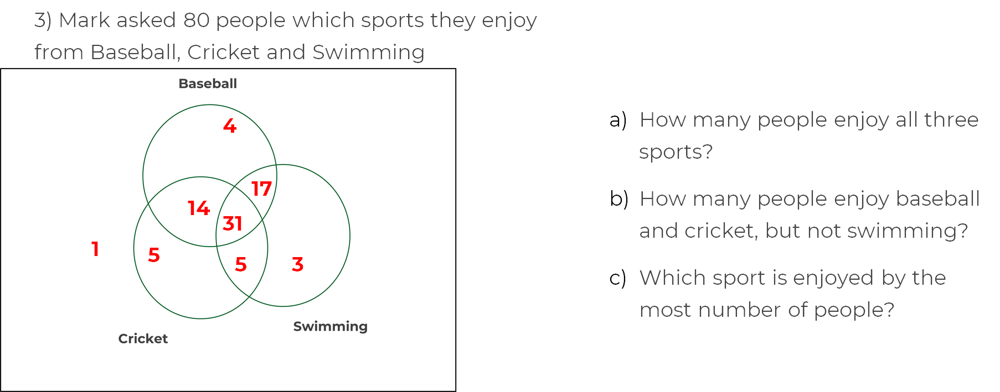 3) Mark asked 80 people which sports they enjoy
from Baseball, Cricket and Swimming
Baseball
4
17
14
31
1
5
5
3
Swimming
Cricket
a) How many people enjoy all three
sports?
b) How many people enjoy baseball
and cricket, but not swimming?
c) Which sport is enjoyed by the
most number of people?